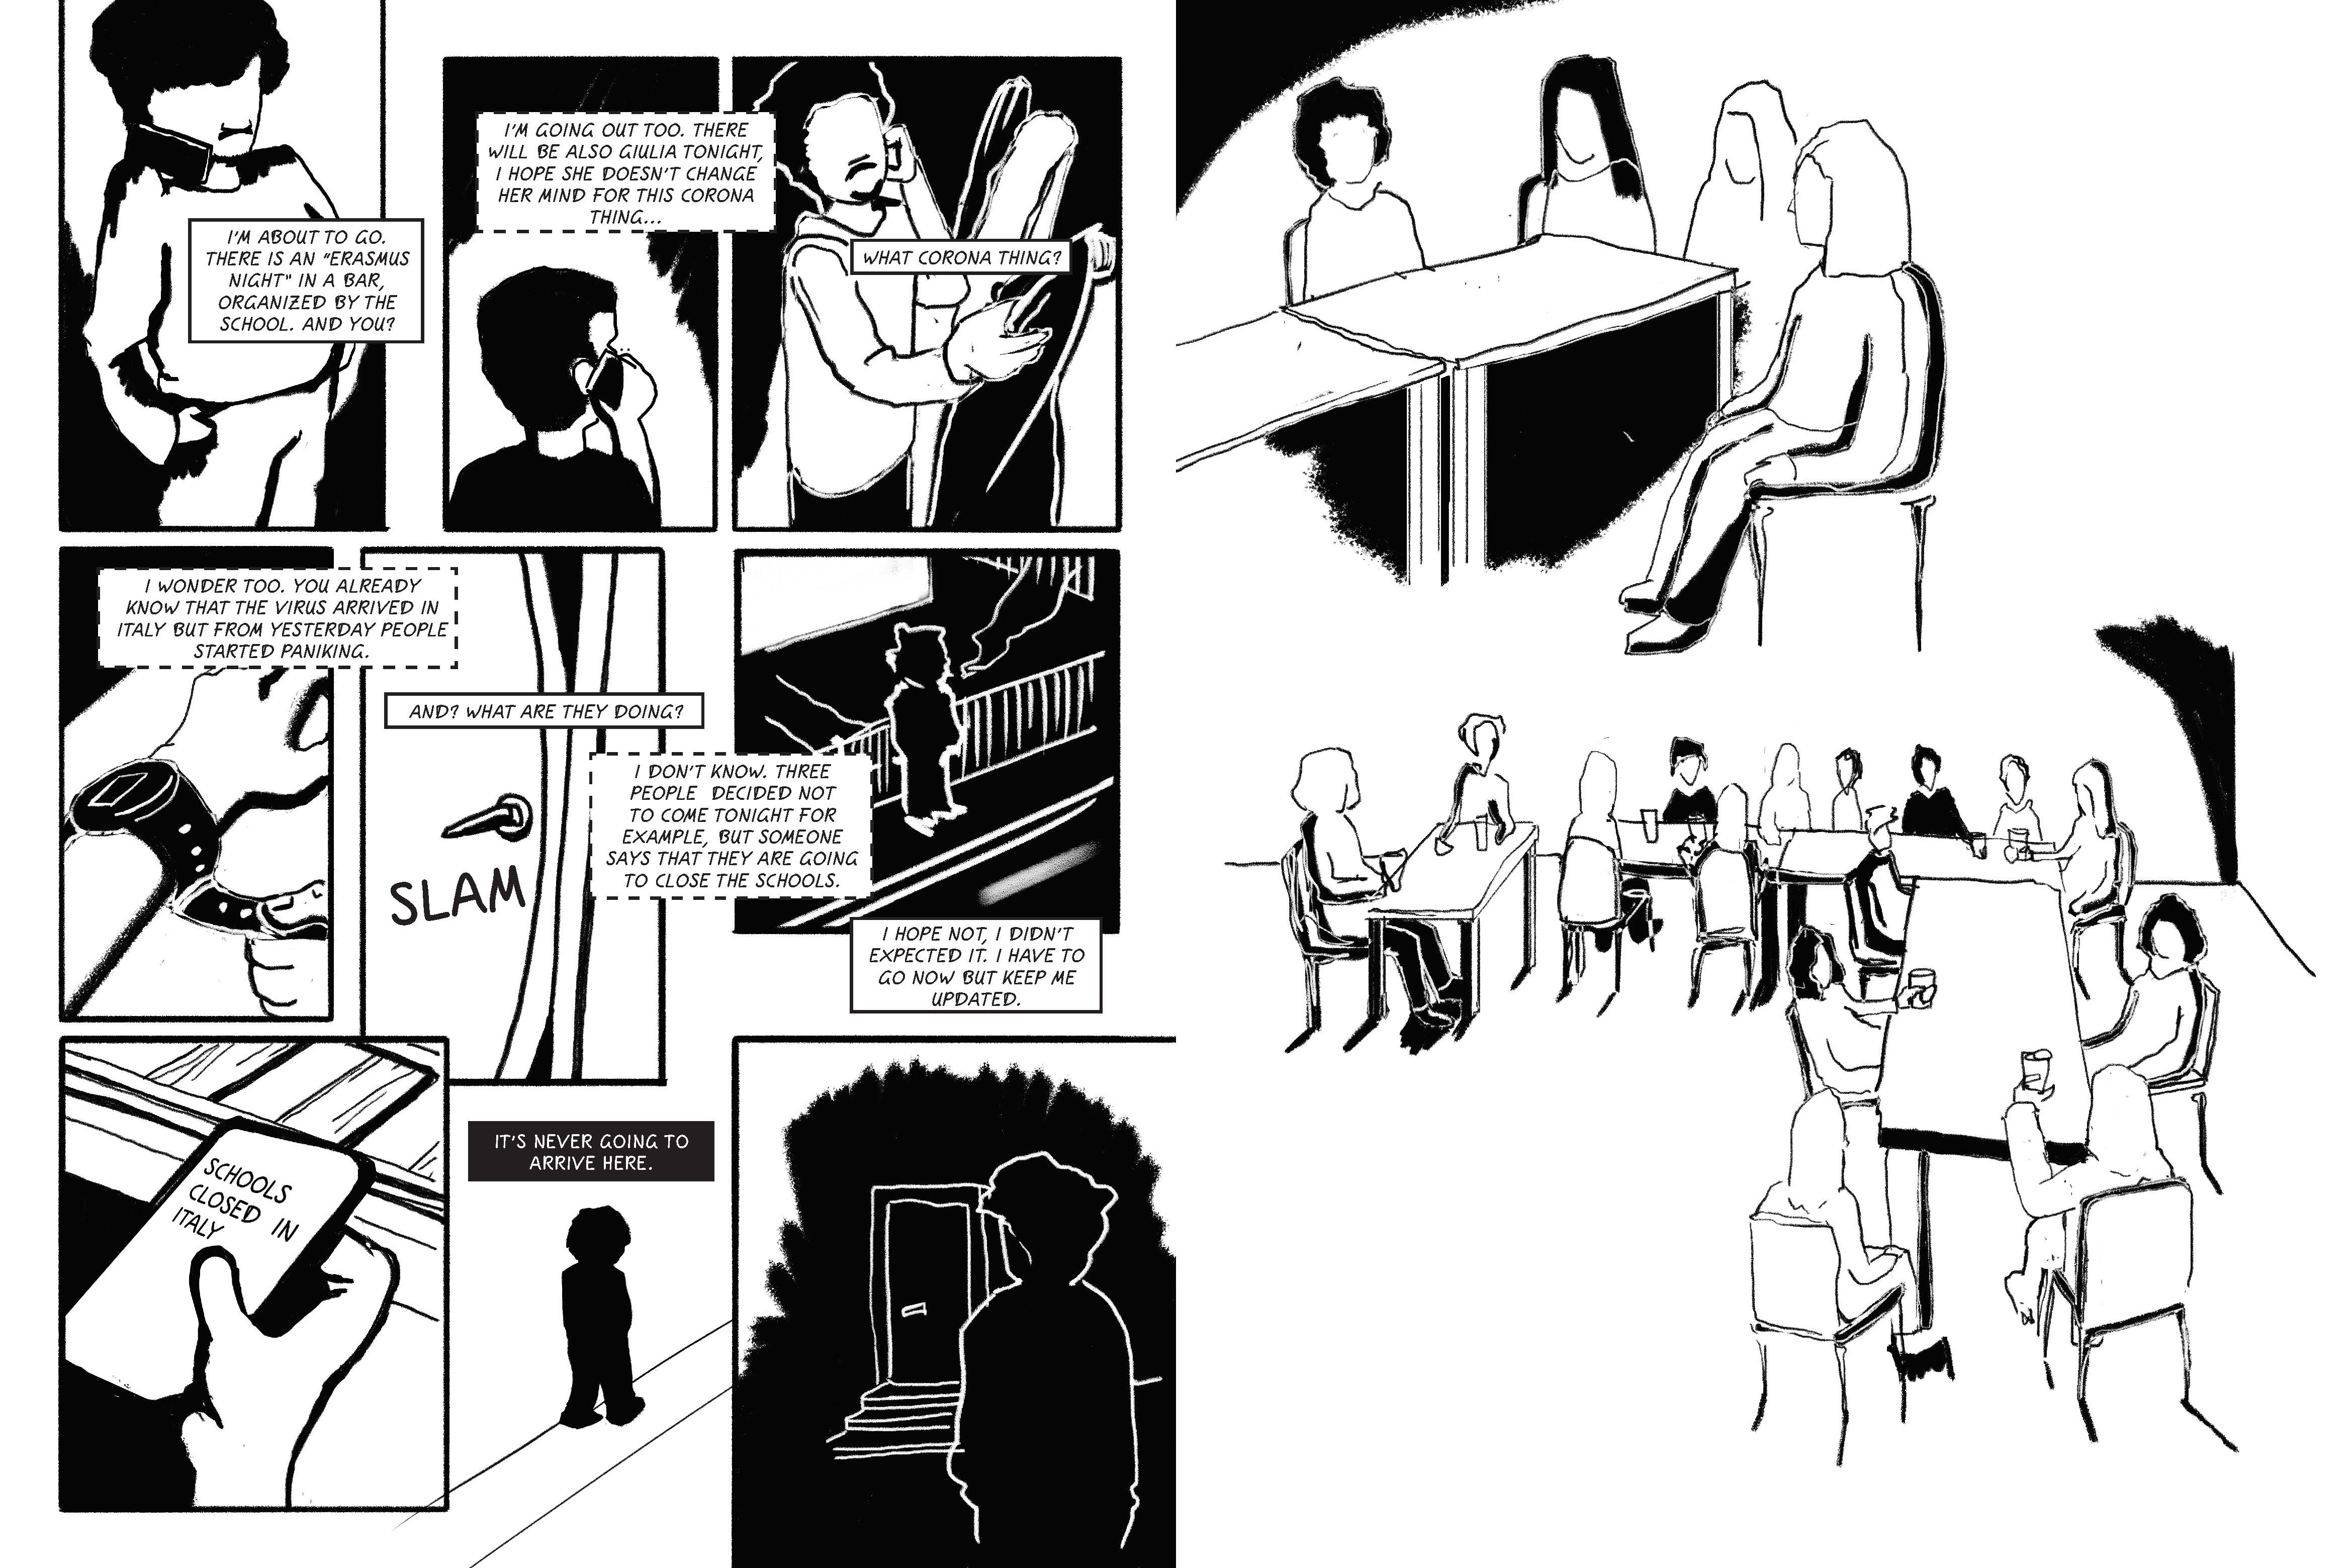 I'M ABOUT TO GO.
THERE IS AN "ERASMUS
NIGHT" IN A BAR,
ORGANIZED BY THE
SCHOOL. AND YOU?
I'M GOING OUT TOO. THERE
WILL BE ALSO GIULIA TONIGHT,
I HOPE SHE DOESN'T CHANGE
HER MIND FOR THIS CORONA
THING...
WHAT CORONA THING?
I WONDER TOO. YOU ALREADY
KNOW THAT THE VIRUS ARRIVED IN
ITALY BUT FROM YESTERDAY PEOPLE
STARTED PANIKING.
AND? WHAT ARE THEY DOING?
SLAM
I DON'T KNOW. THREE
PEOPLE DECIDED NOT
TO COME TONIGHT FOR
EXAMPLE, BUT SOMEONE
SAYS THAT THEY ARE GOING
TO CLOSE THE SCHOOLS.
I HOPE NOT, I DIDN'T
EXPECTED IT. I HAVE TO
GO NOW BUT KEEP ME
UPDATED.
SCHOOLS
CLOSED IN
ITALY
IT'S NEVER GOING TO
ARRIVE HERE.